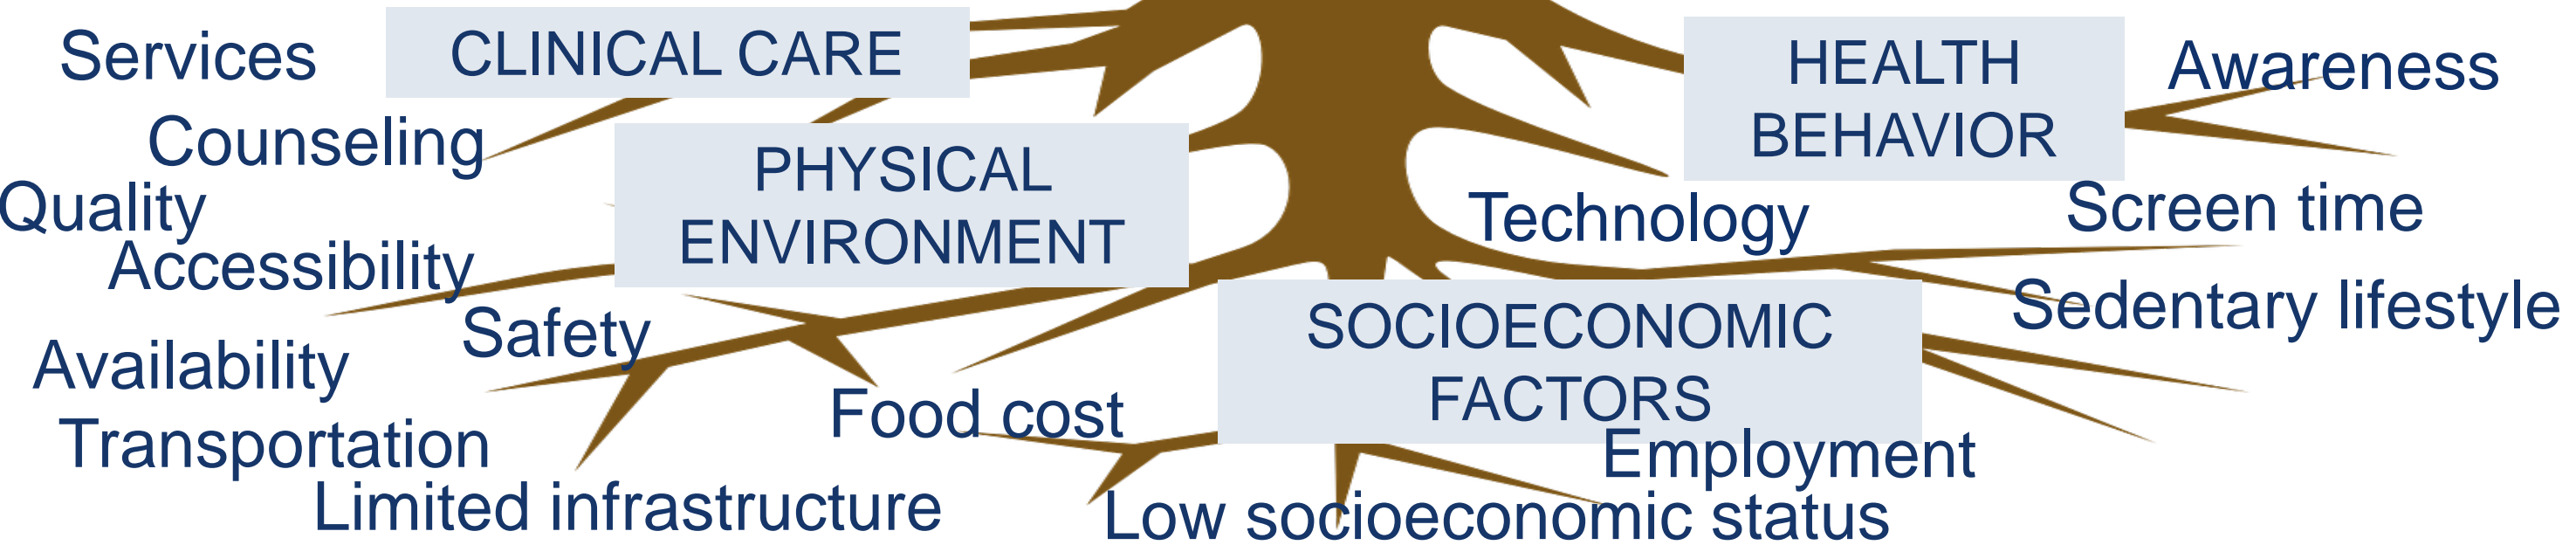 Services
CLINICAL CARE
Counseling
Quality
Accessibility
PHYSICAL
ENVIRONMENT
Safety
Availability
Transportation
Limited infrastructure
Food cost
SOCIOECONOMIC
FACTORS
Employment
Low socioeconomic status
HEALTH
BEHAVIOR
Awareness
Technology
Screen time
Sedentary lifestyle